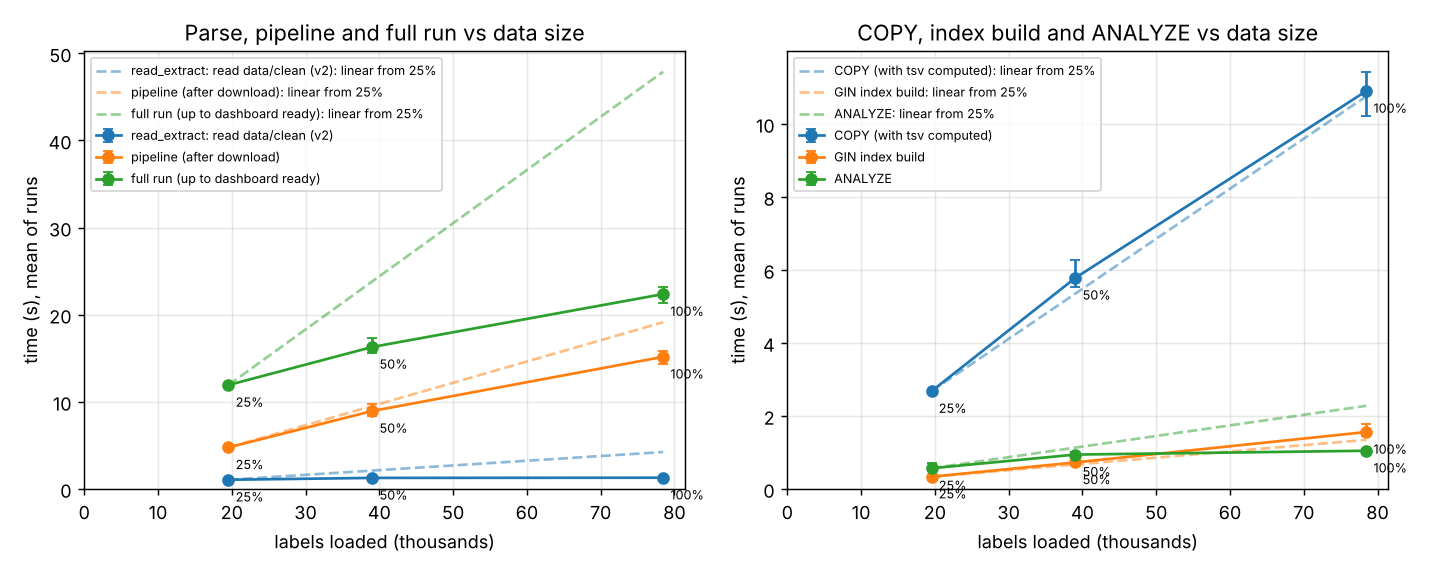 Parse, pipeline and full run vs data size
time (s), mean of runs
50
40
30
20
10
0
read_extract: read data/clean (v2): linear from 25%
pipeline (after download): linear from 25%
full run (up to dashboard ready): linear from 25%
read_extract: read data/clean (v2)
pipeline (after download)
full run (up to dashboard ready)
100%
50%
25%
100%
50%
25%
25%
50%
100%
0 10 20 30 40 50 60 70 80
labels loaded (thousands)
COPY, index build and ANALYZE vs data size
time (s), mean of runs
10
8
6
4
2
0
COPY (with tsv computed): linear from 25%
GIN index build: linear from 25%
ANALYZE: linear from 25%
COPY (with tsv computed)
GIN index build
ANALYZE
100%
50%
25%
100%
100%
50%
50%
25%
25%
0 10 20 30 40 50 60 70 80
labels loaded (thousands)